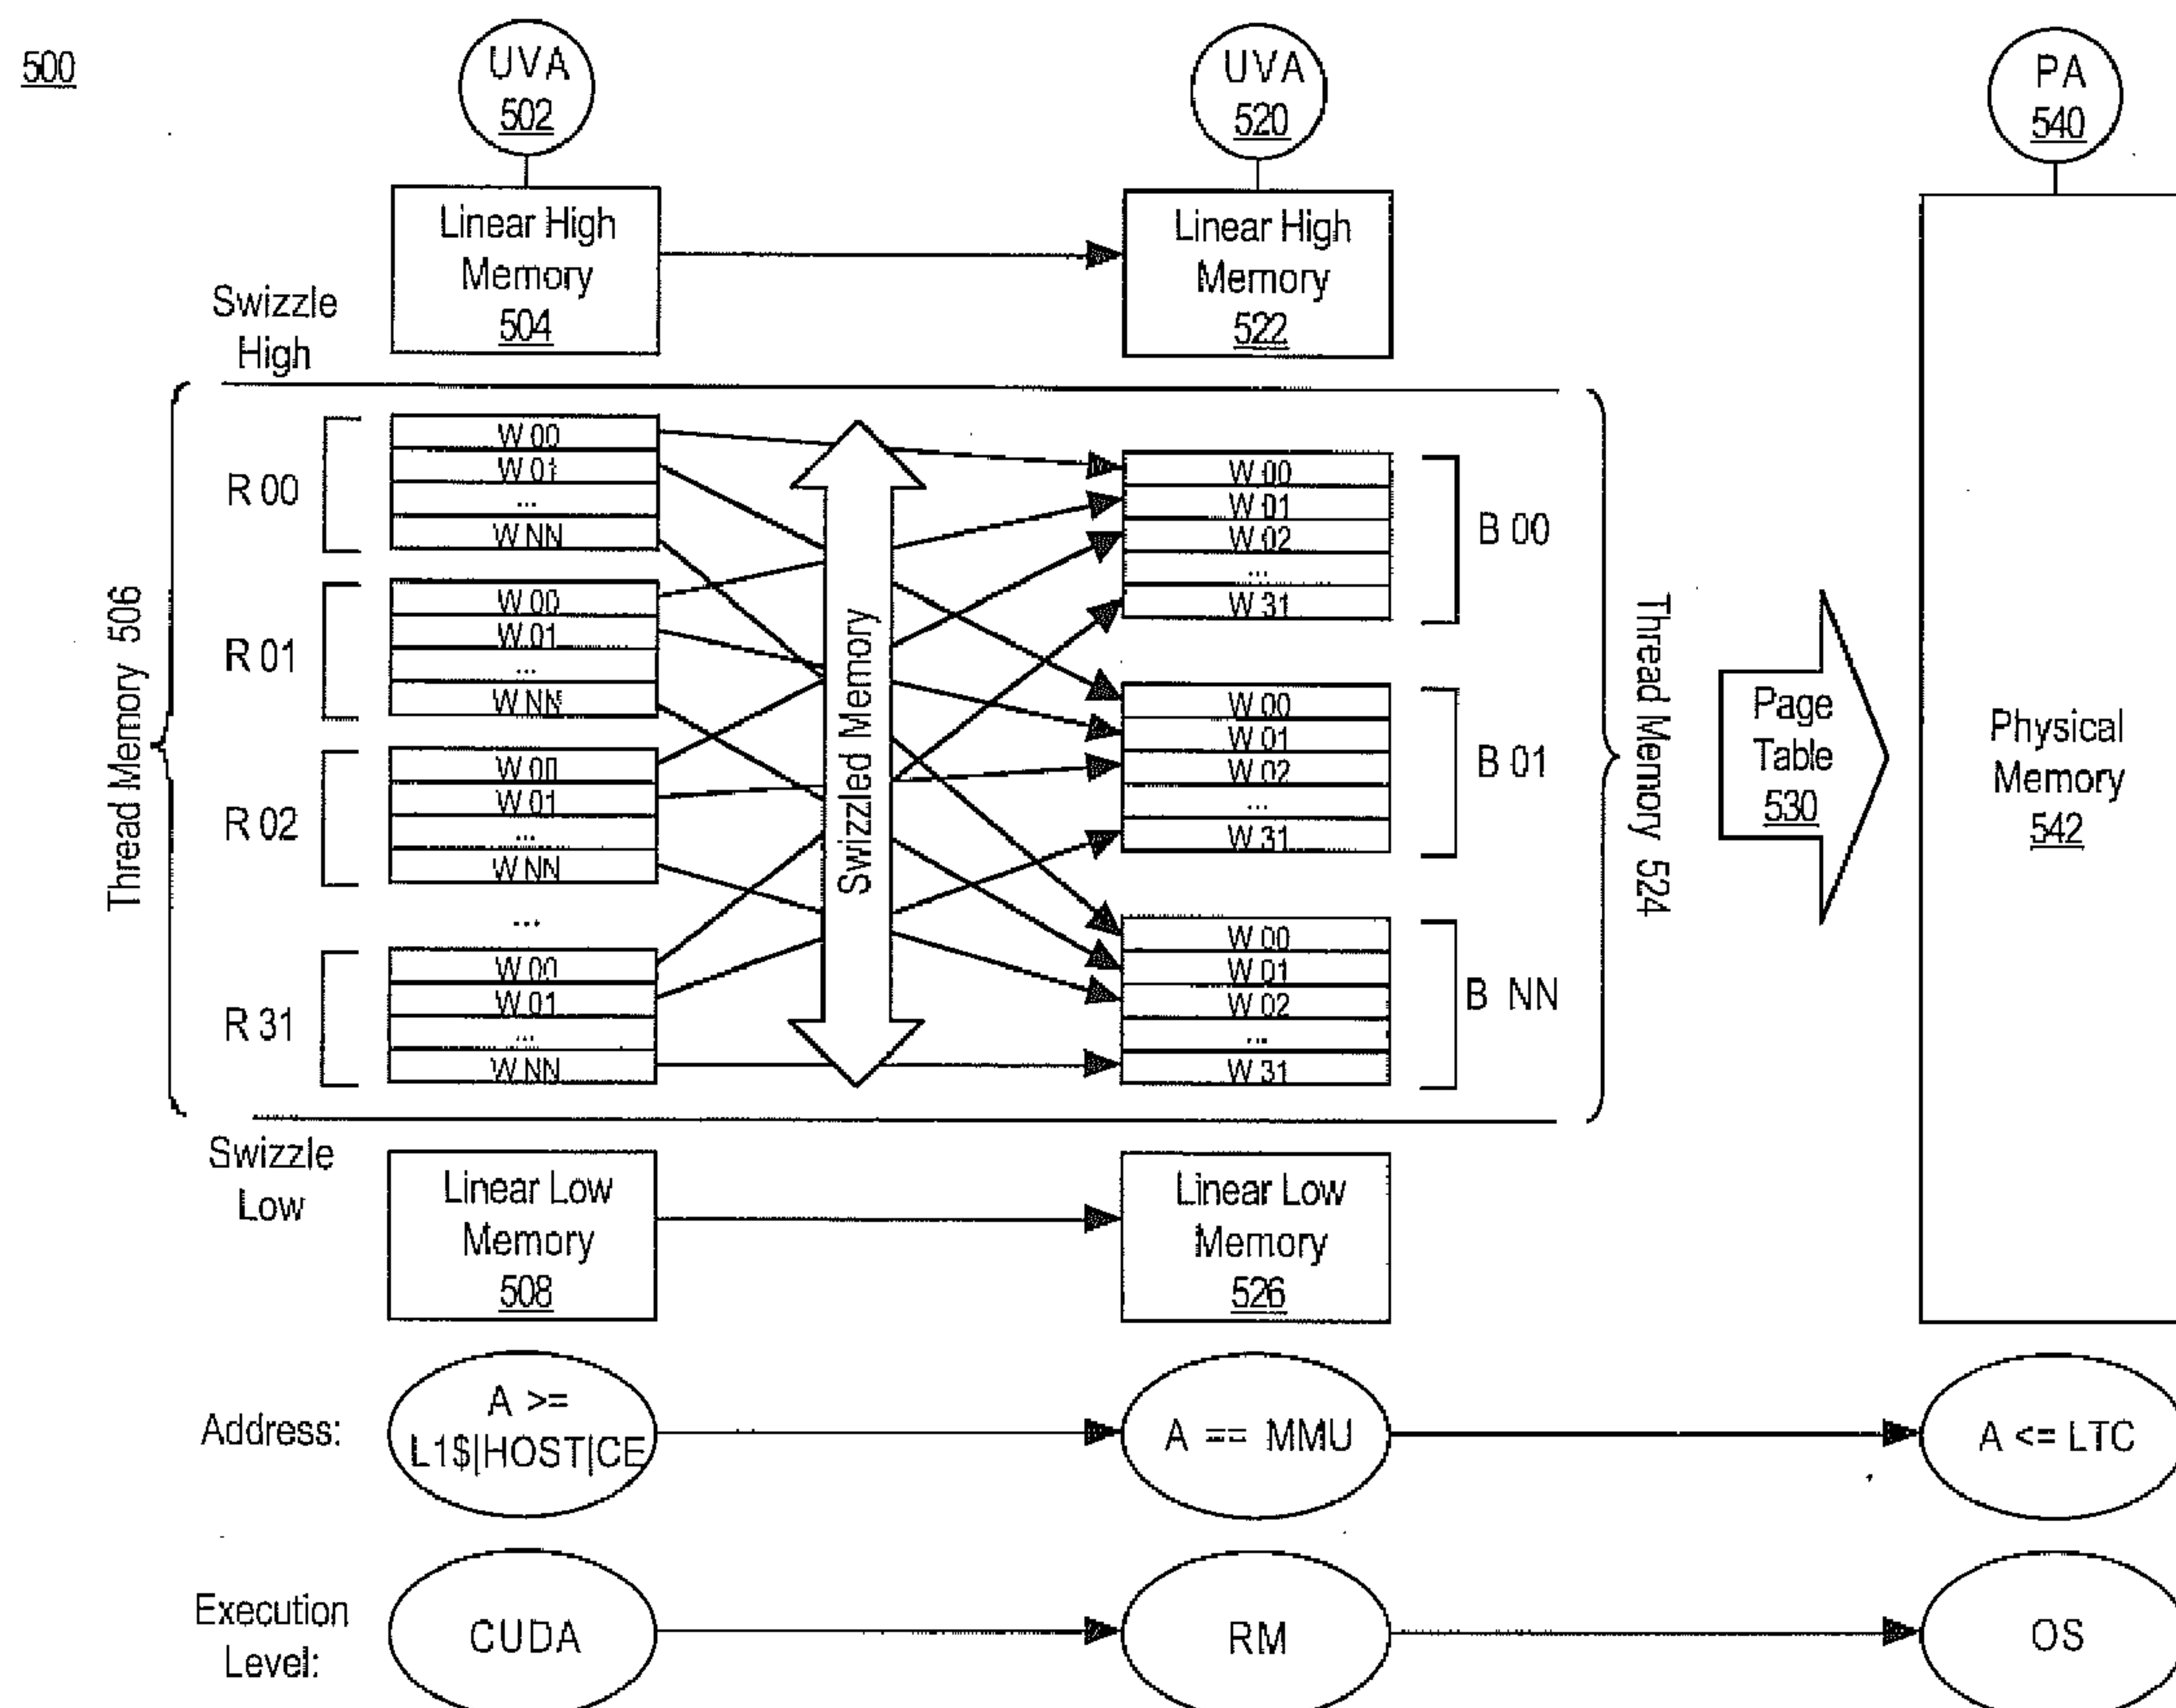 500
UVA
502
UVA
520
PA
540
Linear High
Memory
504
Linear High
Memory
522
Swizzle
High
Thread Memory 506
R 00
W 00
W 01
...
W NN
R 01
W 00
W 01
...
W NN
R 02
W 00
W 01
...
W NN
...
R 31
W 00
W 01
...
W NN
Swizzled Memory
W 00
W 01
W 02
...
W 31
B 00
W 00
W 01
W 02
...
W 31
B 01
W 00
W 01
W 02
...
W 31
B NN
Thread Memory 524
Page
Table
530
Physical
Memory
542
Swizzle
Low
Linear Low
Memory
508
Linear Low
Memory
526
Address:
A >=
L1$|HOST|CE
A == MMU
A <= LTC
Execution
Level:
CUDA
RM
OS